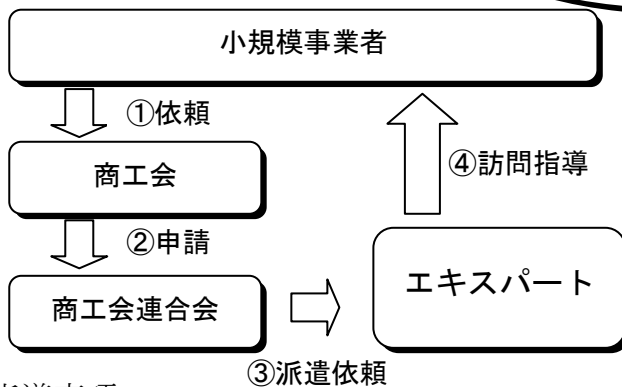 小規模事業者
①依頼
商工会
④訪問指導
②申請
エキスパート
商工会連合会
③派遣依頼